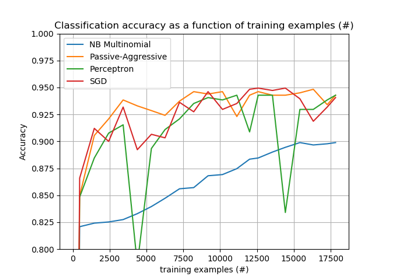 Classification accuracy as a function of training examples (#)
1.000
0.975
0.950
0.925
0.900
0.875
0.850
0.825
0.800
Accuracy
NB Multinomial
Passive-Aggressive
Perceptron
SGD
0 2500 5000 7500 10000 12500 15000 17500
training examples (#)